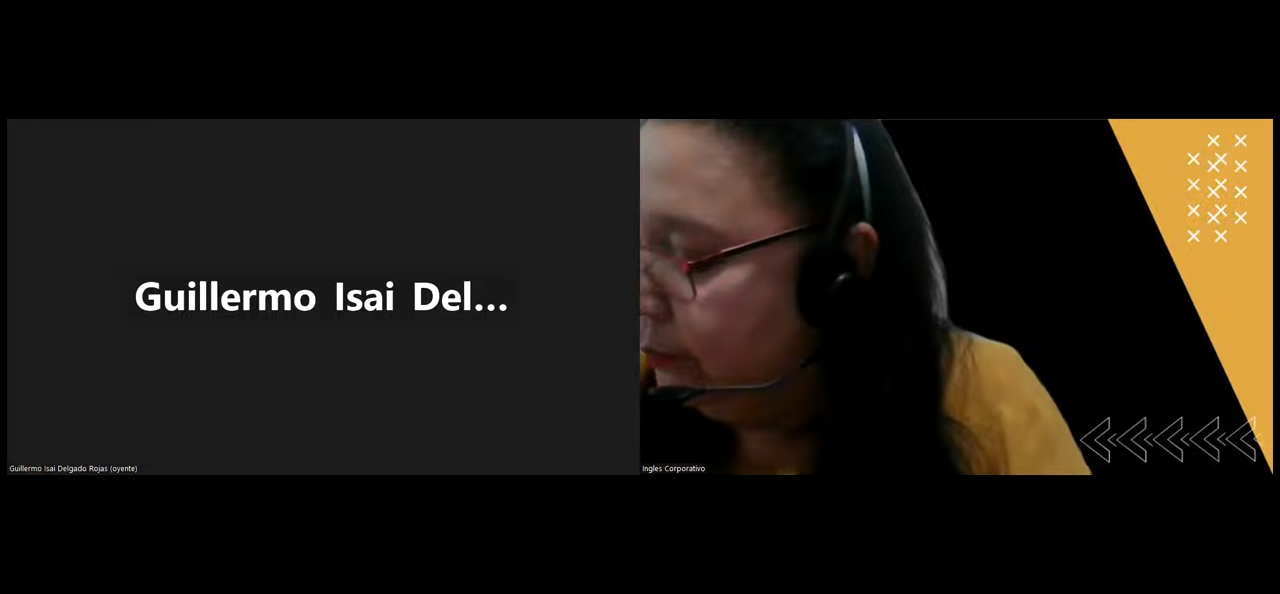 Guillermo Isai Del...
Guillermo Isai Delgado Rojas (oyente)
Ingles Corporativo